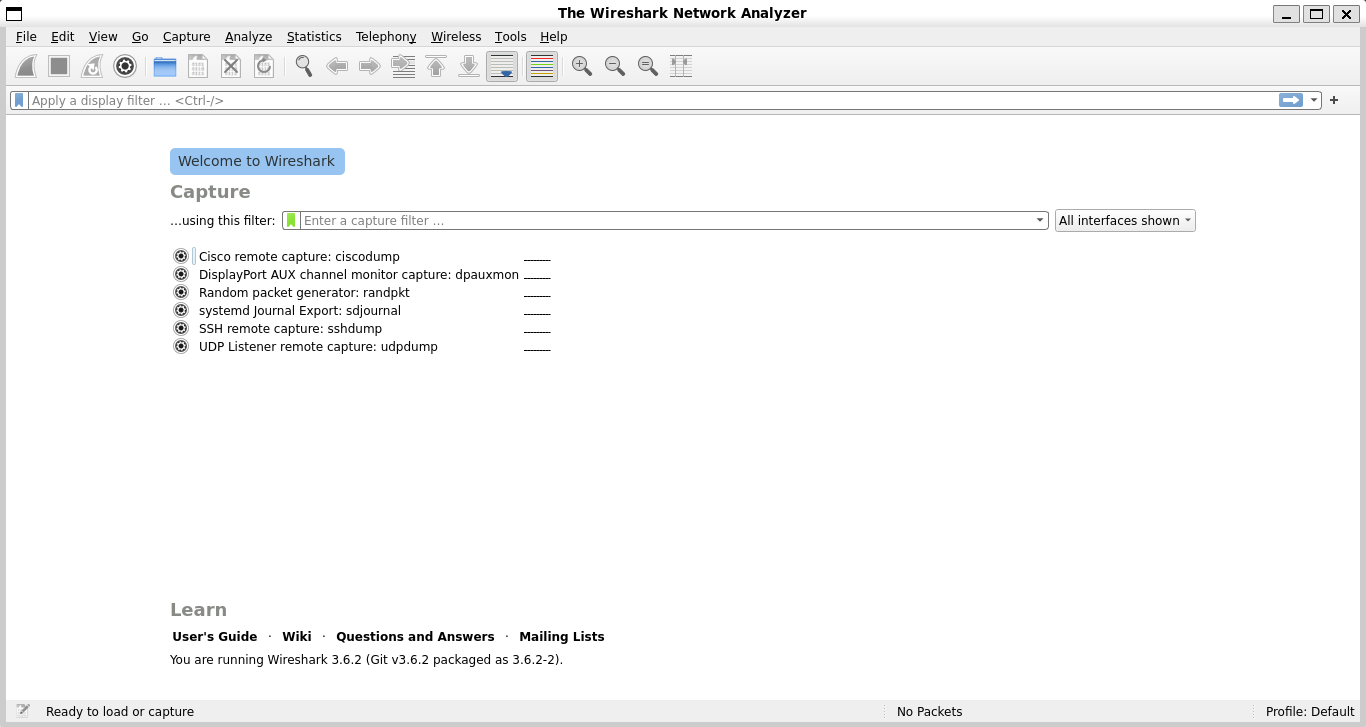 The Wireshark Network Analyzer
File Edit View Go Capture Analyze Statistics Telephony Wireless Tools Help
Apply a display filter … <Ctrl-/>
+
Welcome to Wireshark
Capture
…using this filter: Enter a capture filter … All interfaces shown
Cisco remote capture: ciscodump
DisplayPort AUX channel monitor capture: dpauxmon
Random packet generator: randpkt
systemd Journal Export: sdjournal
SSH remote capture: sshdump
UDP Listener remote capture: udpdump
Learn
User's Guide · Wiki · Questions and Answers · Mailing Lists
You are running Wireshark 3.6.2 (Git v3.6.2 packaged as 3.6.2-2).
Ready to load or capture No Packets Profile: Default